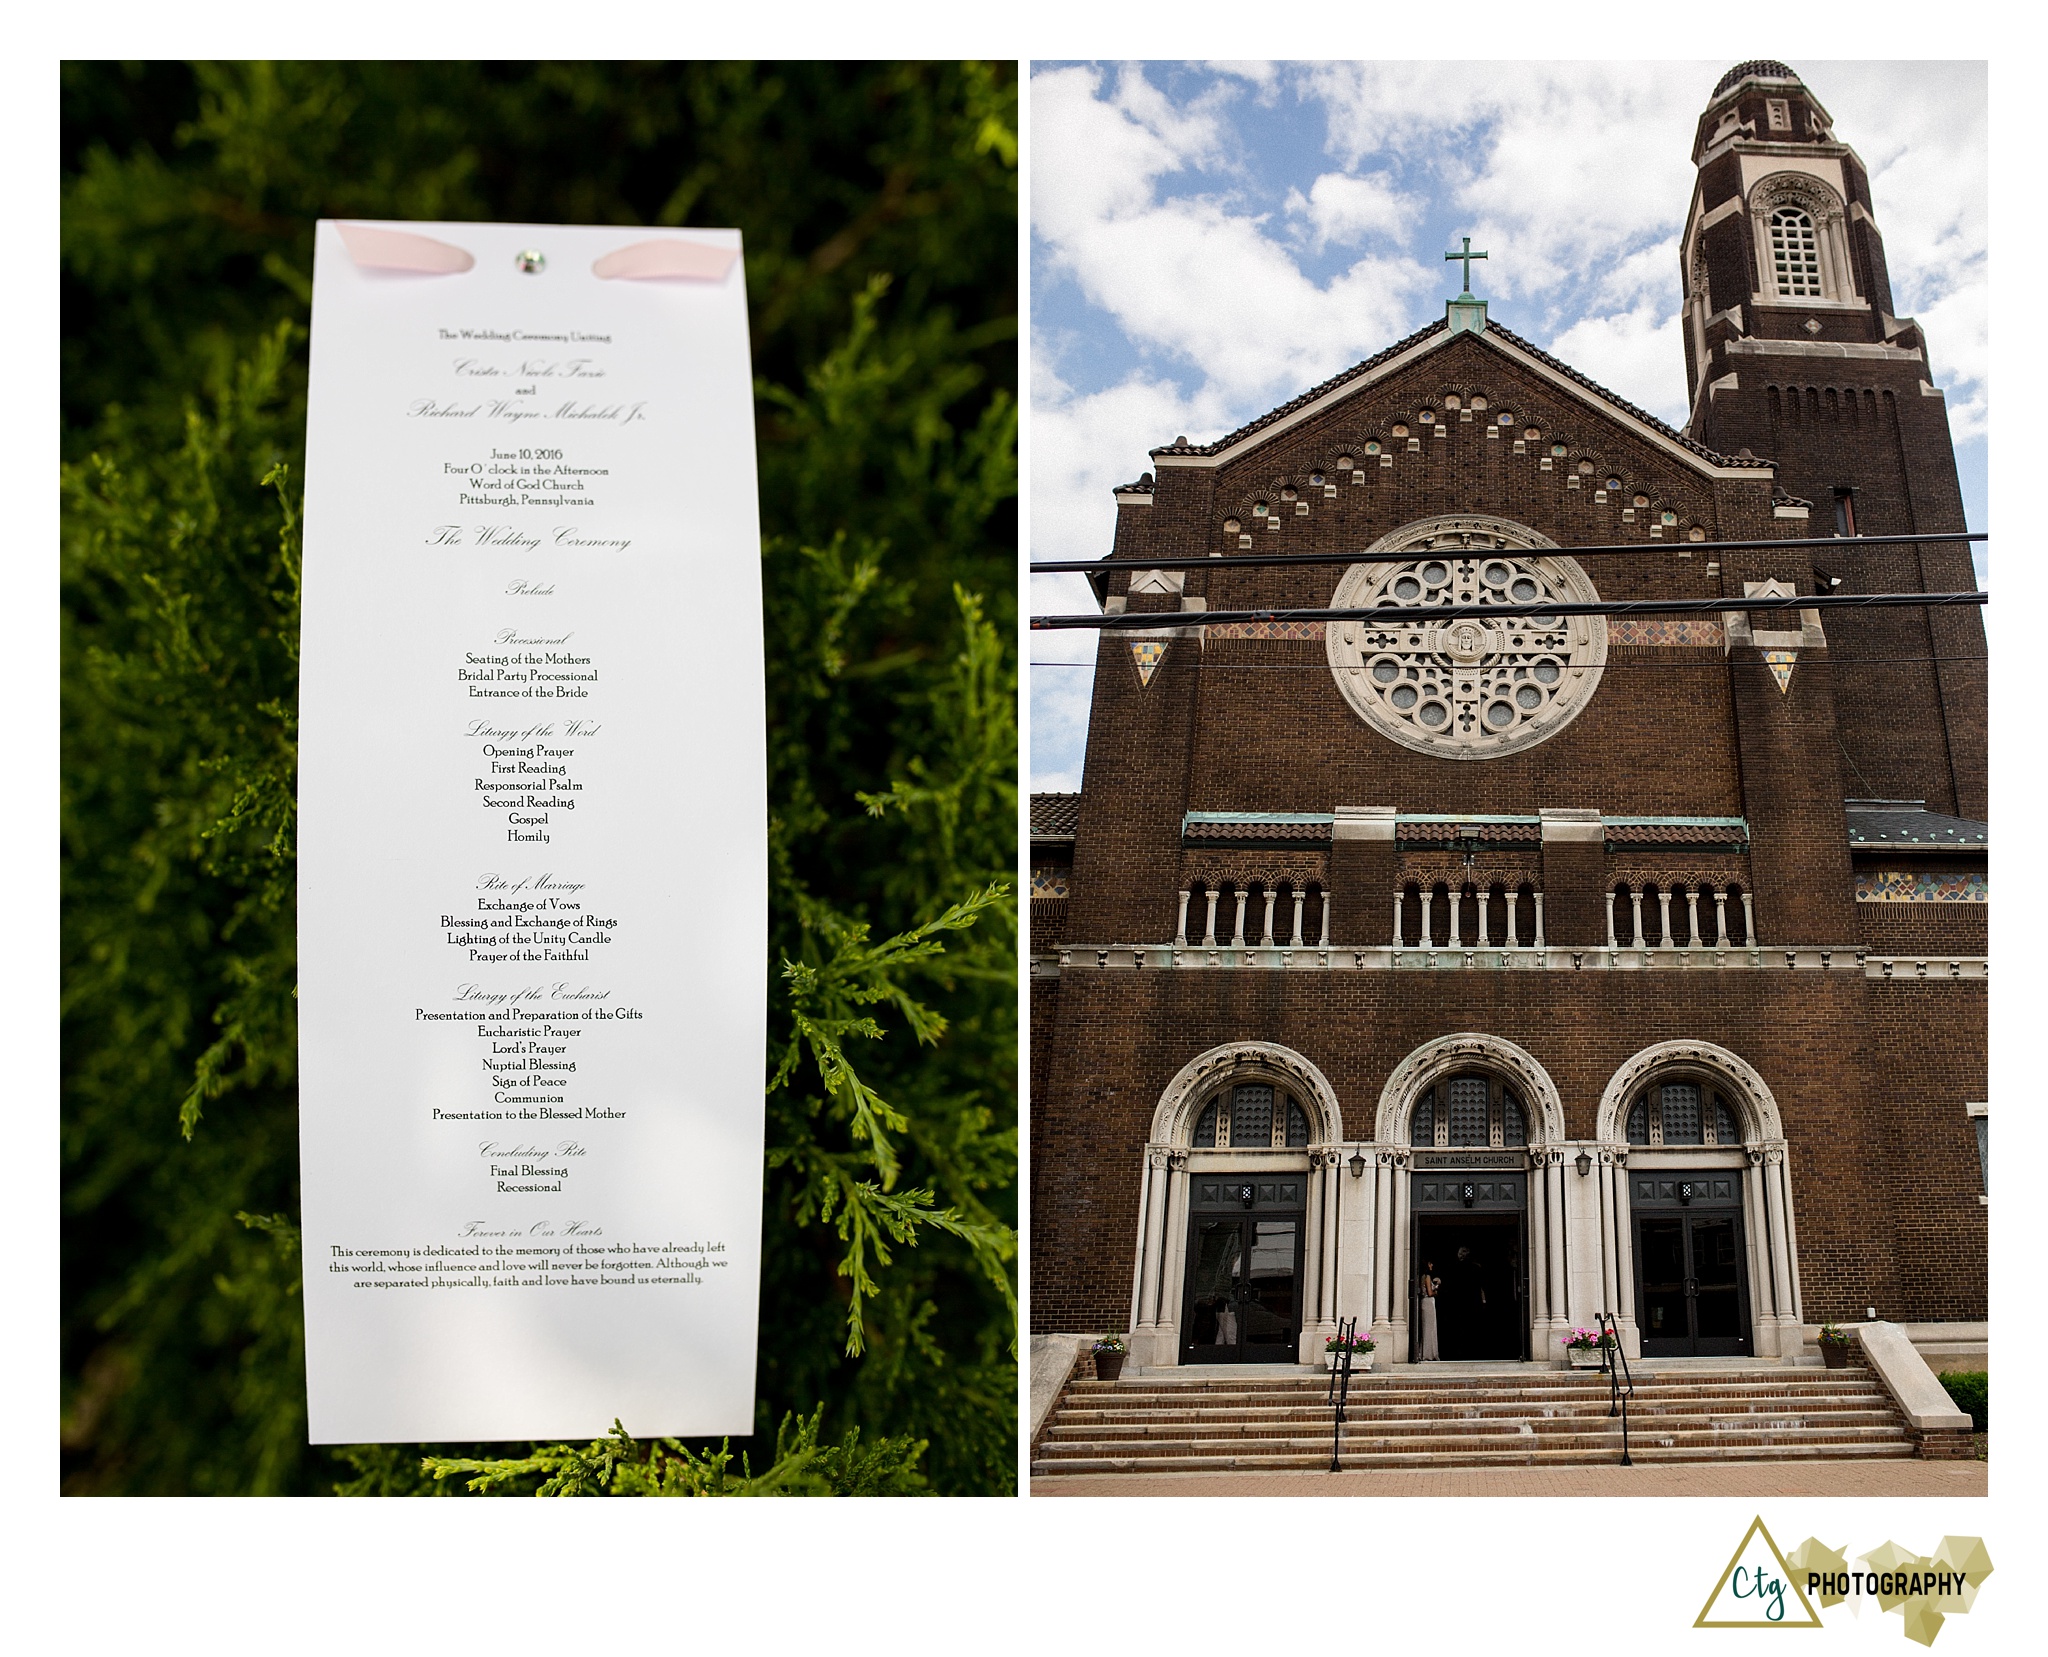 The Wedding Ceremony Uniting
Crista Nicole Fazio
and
Richard Wayne Michalek Jr.
June 10, 2016
Four O'clock in the Afternoon
Word of God Church
Pittsburgh, Pennsylvania
The Wedding Ceremony
Prelude
Processional
Seating of the Mothers
Bridal Party Processional
Entrance of the Bride
Liturgy of the Word
Opening Prayer
First Reading
Responsorial Psalm
Second Reading
Gospel
Homily
Rite of Marriage
Exchange of Vows
Blessing and Exchange of Rings
Lighting of the Unity Candle
Prayer of the Faithful
Liturgy of the Eucharist
Presentation and Preparation of the Gifts
Eucharistic Prayer
Lord's Prayer
Nuptial Blessing
Sign of Peace
Communion
Presentation to the Blessed Mother
Concluding Rite
Final Blessing
Recessional
Forever in Our Hearts
This ceremony is dedicated to the memory of those who have already left
this world, whose influence and love will never be forgotten. Although we
are separated physically, faith and love have bound us eternally.
SAINT ANSELM CHURCH
Ctg PHOTOGRAPHY